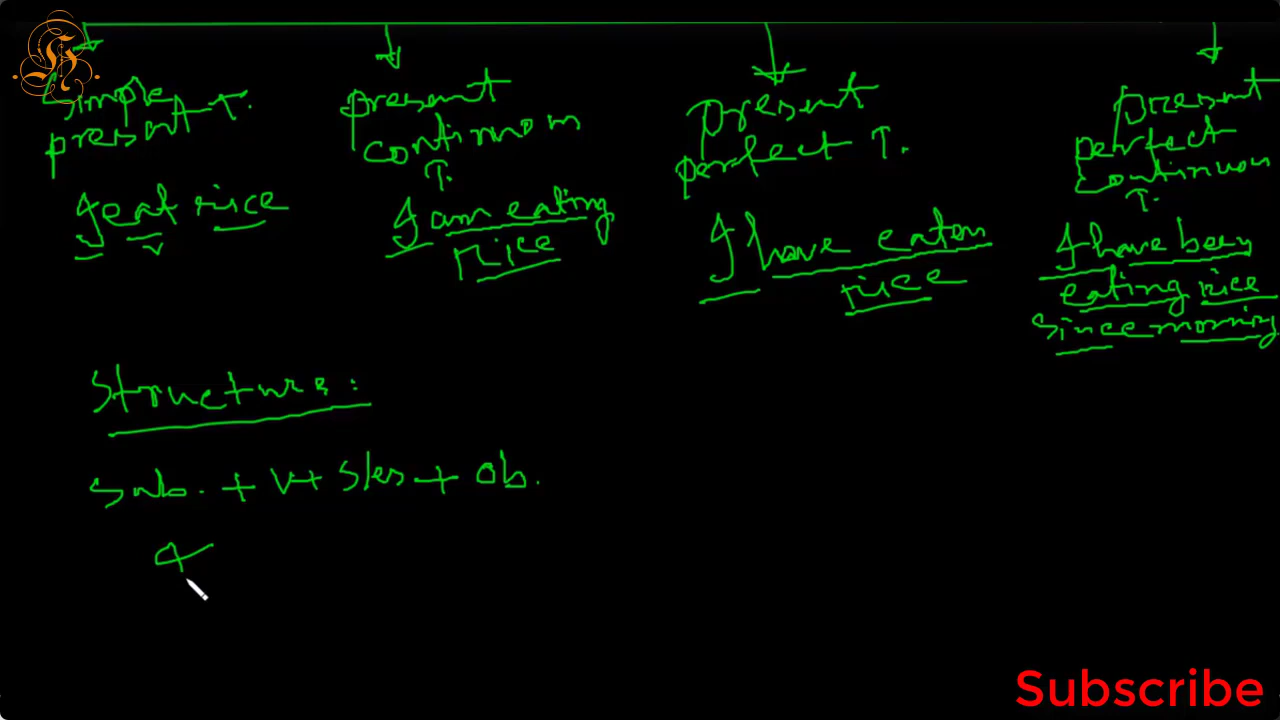 Simple
present T.
I eat rice
present
continuous
T.
I am eating
rice
present
perfect T.
I have eaten
rice
present
perfect
continuous
T.
I have been
eating rice
since morning
Structure:
Sub. + V + s/es + Ob.
Subscribe